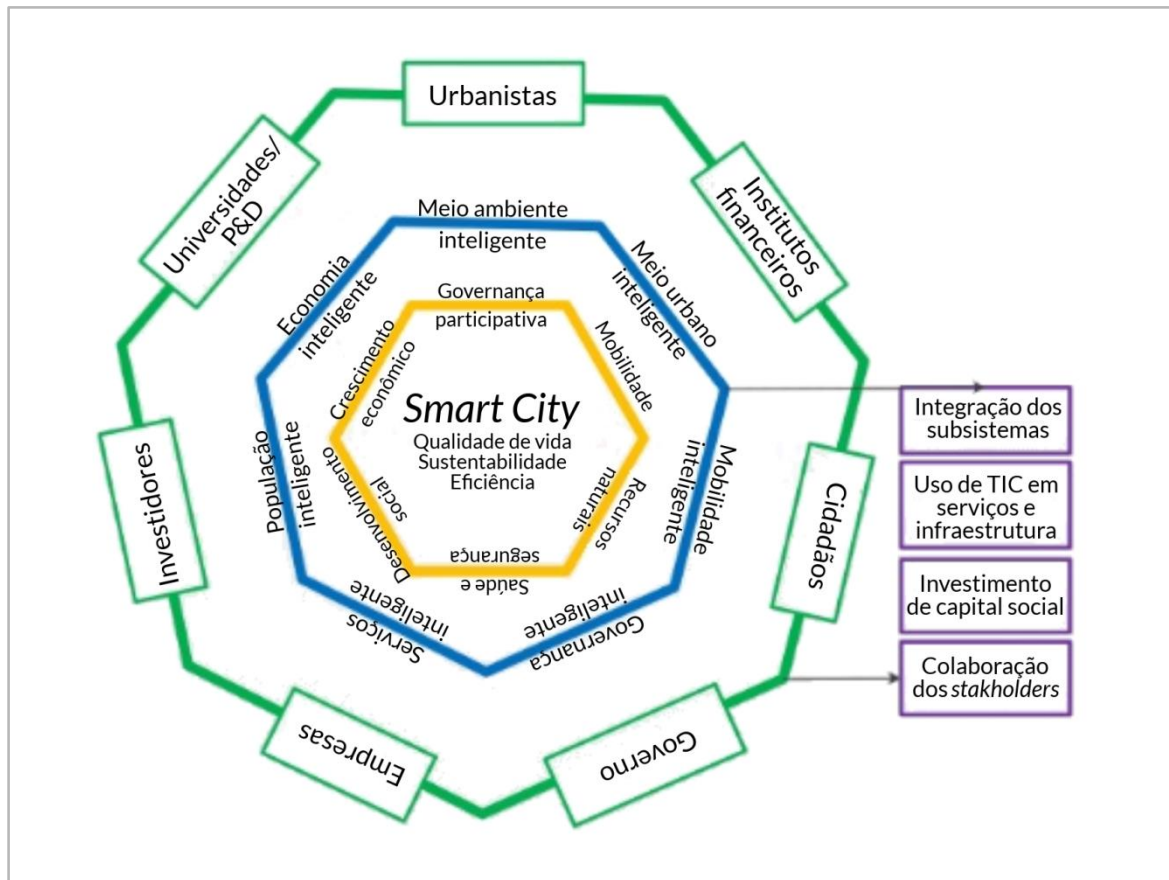 Urbanistas
Institutos
financeiros
Cidadãos
Governo
Empresas
Investidores
Universidades/
P&D
Meio ambiente
inteligente
Meio urbano
inteligente
Mobilidade
inteligente
Governança
inteligente
Serviços
inteligente
População
inteligente
Economia
inteligente
Governança
participativa
Mobilidade
Recursos
naturais
Saúde e
segurança
Desenvolvimento
social
Crescimento
econômico
Smart City
Qualidade de vida
Sustentabilidade
Eficiência
Integração dos
subsistemas
Uso de TIC em
serviços e
infraestrutura
Investimento
de capital social
Colaboração
dos stakholders